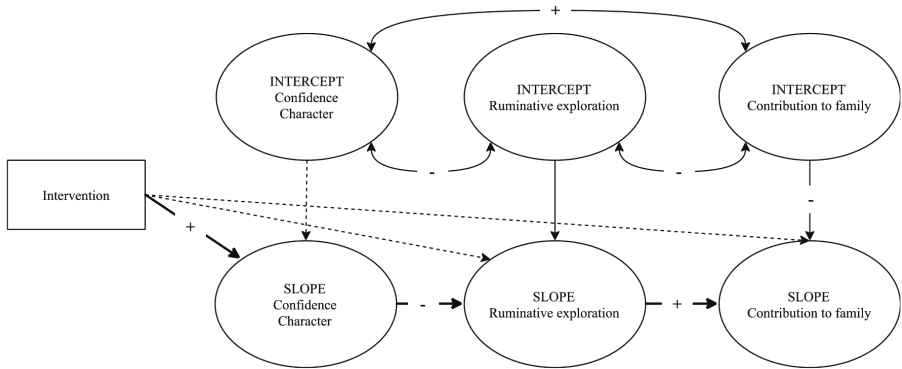 +
INTERCEPT
Confidence
Character
INTERCEPT
Ruminative exploration
INTERCEPT
Contribution to family
-
-
Intervention
-
+
SLOPE
Confidence
Character
-
SLOPE
Ruminative exploration
+
SLOPE
Contribution to family